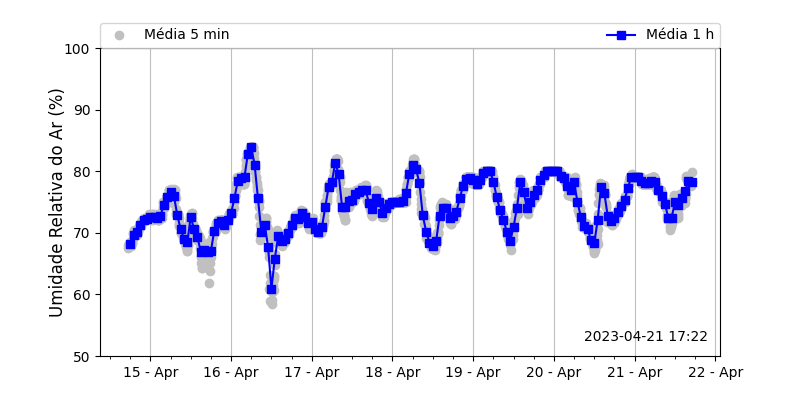 Média 5 min
Média 1 h
Umidade Relativa do Ar (%)
100
90
80
70
60
50
2023-04-21 17:22
15 - Apr
16 - Apr
17 - Apr
18 - Apr
19 - Apr
20 - Apr
21 - Apr
22 - Apr